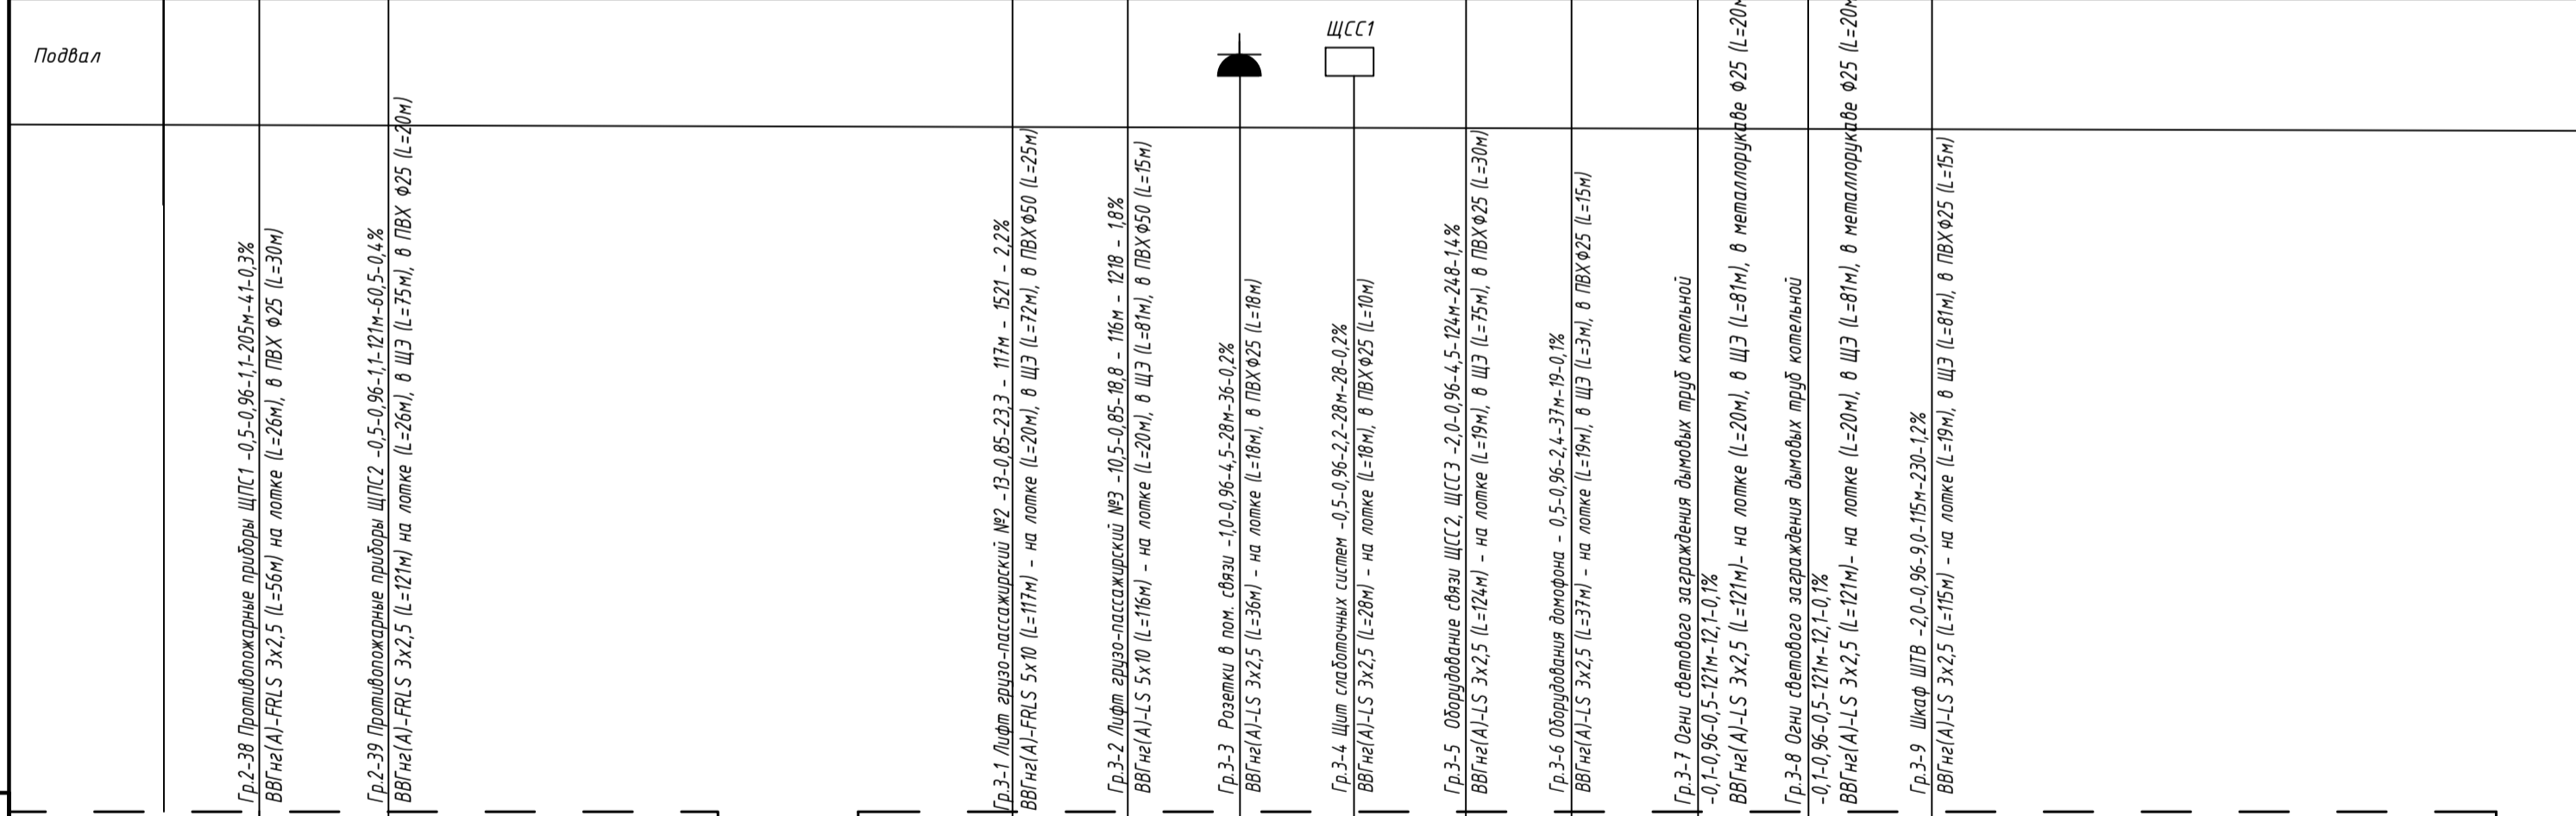 Подвал
ЩСС1
Гр.2-38 Противопожарные приборы ЩПС1 -0,5-0,96-1,1-205м-41-0,3%
ВВГнг(А)-FRLS 3х2,5 (L=56м) на лотке (L=26м), в ПВХ ф25 (L=30м)
Гр.2-39 Противопожарные приборы ЩПС2 -0,5-0,96-1,1-121м-60,5-0,4%
ВВГнг(А)-FRLS 3х2,5 (L=121м) на лотке (L=26м), в ЩЭ (L=75м), в ПВХ ф25 (L=20м)
Гр.3-1 Лифт грузо-пассажирский №2 -13-0,85-23,3 - 117м - 1521 - 2,2%
ВВГнг(А)-FRLS 5х10 (L=117м) - на лотке (L=20м), в ЩЭ (L=72м), в ПВХф50 (L=25м)
Гр.3-2 Лифт грузо-пассажирский №3 -10,5-0,85-18,8 - 116м - 1218 - 1,8%
ВВГнг(А)-LS 5х10 (L=116м) - на лотке (L=20м), в ЩЭ (L=81м), в ПВХф50 (L=15м)
Гр.3-3 Розетки в пом. связи -1,0-0,96-4,5-28м-36-0,2%
ВВГнг(А)-LS 3х2,5 (L=36м) - на лотке (L=18м), в ПВХф25 (L=18м)
Гр.3-4 Щит слаботочных систем -0,5-0,96-2,2-28м-28-0,2%
ВВГнг(А)-LS 3х2,5 (L=28м) - на лотке (L=18м), в ПВХф25 (L=10м)
Гр.3-5 Оборудование связи ЩСС2, ЩСС3 -2,0-0,96-4,5-124м-248-1,4%
ВВГнг(А)-LS 3х2,5 (L=124м) - на лотке (L=19м), в ЩЭ (L=75м), в ПВХф25 (L=30м)
Гр.3-6 Оборудования домофона - 0,5-0,96-2,4-37м-19-0,1%
ВВГнг(А)-LS 3х2,5 (L=37м) - на лотке (L=19м), в ЩЭ (L=3м), в ПВХф25 (L=15м)
Гр.3-7 Огни светового заграждения дымовых труб котельной
-0,1-0,96-0,5-121м-12,1-0,1%
ВВГнг(А)-LS 3х2,5 (L=121м)- на лотке (L=20м), в ЩЭ (L=81м), в металлорукаве ф25 (L=20м
Гр.3-8 Огни светового заграждения дымовых труб котельной
-0,1-0,96-0,5-121м-12,1-0,1%
ВВГнг(А)-LS 3х2,5 (L=121м)- на лотке (L=20м), в ЩЭ (L=81м), в металлорукаве ф25 (L=20м
Гр.3-9 Шкаф ШТВ -2,0-0,96-9,0-115м-230-1,2%
ВВГнг(А)-LS 3х2,5 (L=115м) - на лотке (L=19м), в ЩЭ (L=81м), в ПВХф25 (L=15м)